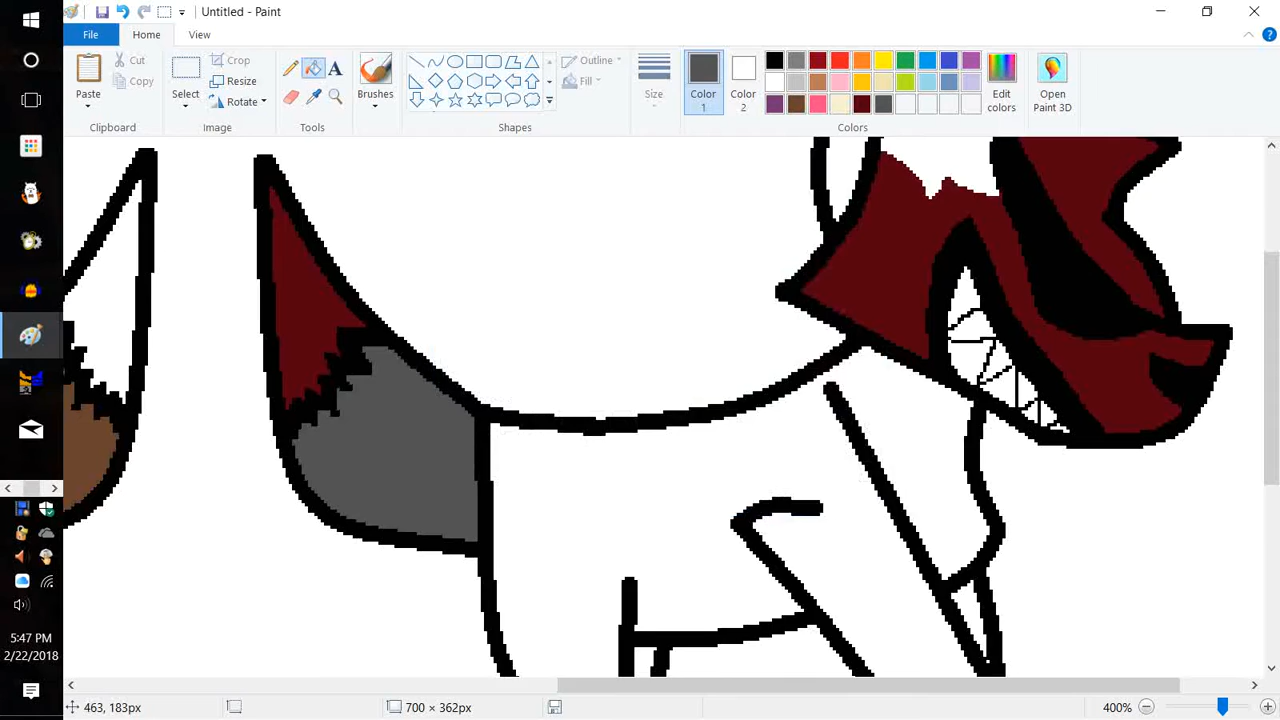 Untitled - Paint
File
Home
View
Paste
Cut
Copy
Clipboard
Select
Crop
Resize
Rotate
Image
A
Tools
Brushes
Shapes
Outline
Fill
Size
Color
1
Color
2
Colors
Edit
colors
Open
Paint 3D
5:47 PM
2/22/2018
463, 183px
700 × 362px
400%